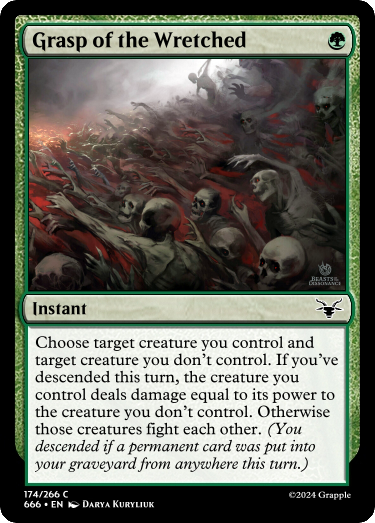 Grasp of the Wretched
BEASTS OF
DISSONANCE
Instant
Choose target creature you control and
target creature you don't control. If you've
descended this turn, the creature you
control deals damage equal to its power to
the creature you don't control. Otherwise
those creatures fight each other. (You
descended if a permanent card was put into
your graveyard from anywhere this turn.)
174/266 C
666 • EN DARYA KURYLIUK
©2024 Grapple